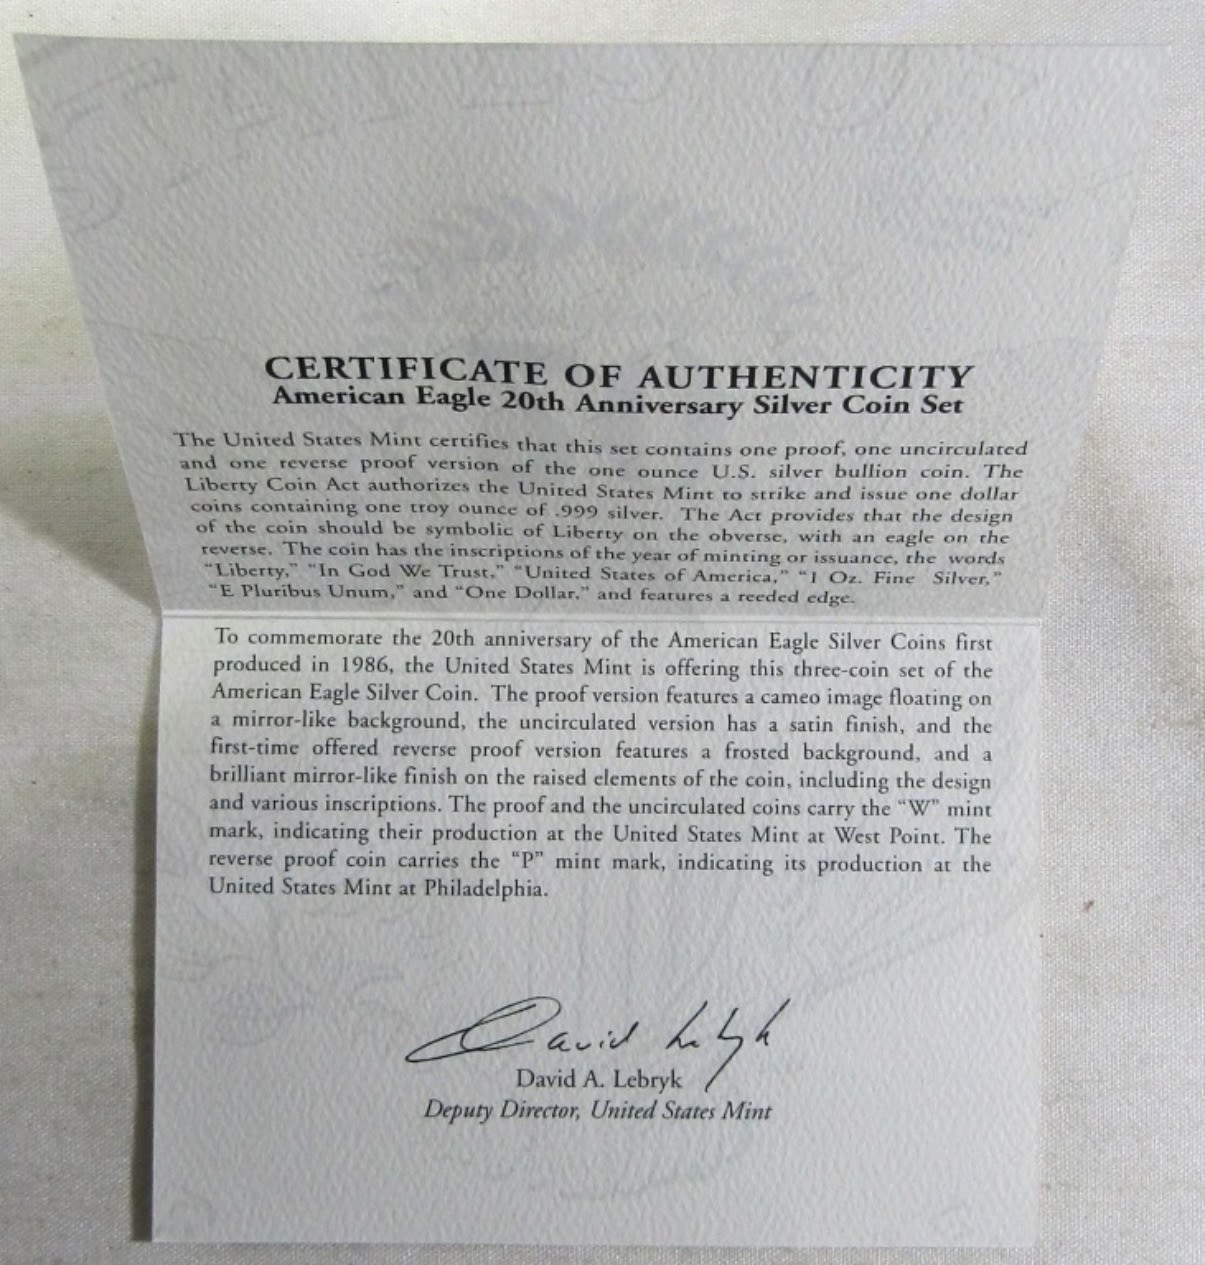 CERTIFICATE OF AUTHENTICITY
American Eagle 20th Anniversary Silver Coin Set
The United States Mint certifies that this set contains one proof, one uncirculated
and one reverse proof version of the one ounce U.S. silver bullion coin. The
Liberty Coin Act authorizes the United States Mint to strike and issue one dollar
coins containing one troy ounce of .999 silver. The Act provides that the design
of the coin should be symbolic of Liberty on the obverse, with an eagle on the
reverse. The coin has the inscriptions of the year of minting or issuance, the words
“Liberty,” “In God We Trust,” “United States of America,” “1 Oz. Fine Silver,”
“E Pluribus Unum,” and “One Dollar,” and features a reeded edge.
To commemorate the 20th anniversary of the American Eagle Silver Coins first
produced in 1986, the United States Mint is offering this three-coin set of the
American Eagle Silver Coin. The proof version features a cameo image floating on
a mirror-like background, the uncirculated version has a satin finish, and the
first-time offered reverse proof version features a frosted background, and a
brilliant mirror-like finish on the raised elements of the coin, including the design
and various inscriptions. The proof and the uncirculated coins carry the “W” mint
mark, indicating their production at the United States Mint at West Point. The
reverse proof coin carries the “P” mint mark, indicating its production at the
United States Mint at Philadelphia.
David Lebryk
David A. Lebryk
Deputy Director, United States Mint